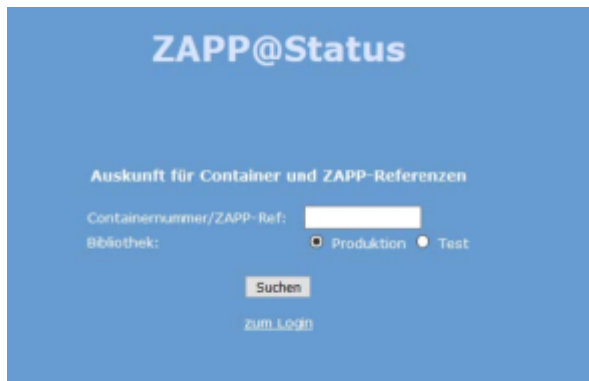 ZAPP@Status
Auskunft für Container und ZAPP-Referenzen
Containernummer/ZAPP-Ref:
Bibliothek: Produktion Test
Suchen
zum Login